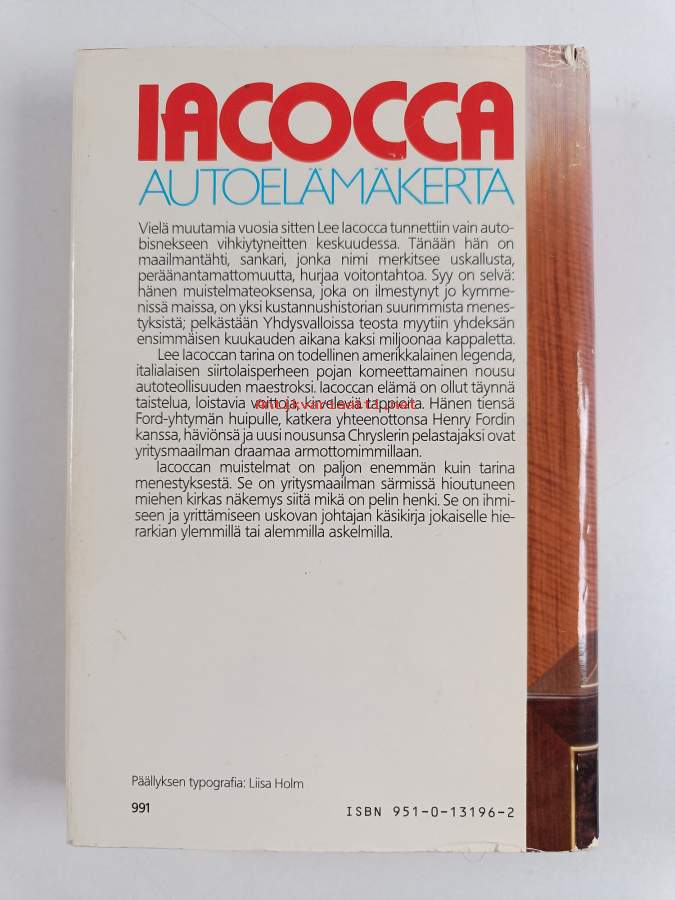 IACOCCA
AUTOELÄMÄKERTA
Vielä muutamia vuosia sitten Lee Iacocca tunnettiin vain auto-
bisnekseen vihkiytyneitten keskuudessa. Tänään hän on
maailmantähti, sankari, jonka nimi merkitsee uskallusta,
peräänantamattomuutta, hurjaa voitontahtoa. Syy on selvä:
hänen muistelmateoksensa, joka on ilmestynyt jo kymme-
nissä maissa, on yksi kustannushistorian suurimmista menes-
tyksistä; pelkästään Yhdysvalloissa teosta myytiin yhdeksän
ensimmäisen kuukauden aikana kaksi miljoonaa kappaletta.
Lee Iacoccan tarina on todellinen amerikkalainen legenda,
italialaisen siirtolaisperheen pojan komeettamainen nousu
autoteollisuuden maestroksi. Iacoccan elämä on ollut täynnä
taistelua, loistavia voittoja, kirveleviä tappioita. Hänen tiensä
Antikvariaatti.net
Ford-yhtymän huipulle, katkera yhteenottonsa Henry Fordin
kanssa, häviönsä ja uusi nousunsa Chryslerin pelastajaksi ovat
yritysmaailman draamaa armottomimmillaan.
Iacoccan muistelmat on paljon enemmän kuin tarina
menestyksestä. Se on yritysmaailman särmissä hioutuneen
miehen kirkas näkemys siitä mikä on pelin henki. Se on ihmi-
seen ja yrittämiseen uskovan johtajan käsikirja jokaiselle hie-
rarkian ylemmillä tai alemmilla askelmilla.
Päällyksen typografia: Liisa Holm
991
ISBN 951-0-13196-2